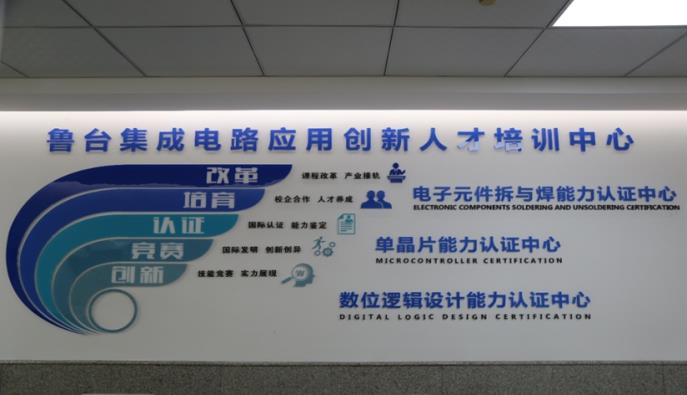 鲁台集成电路应用创新人才培训中心
改革 课程改革 产业接轨
培育 校企合作 人才养成
认证 国际认证 能力鉴定
竞赛 国际发明 创新创异
创新 技能竞赛 实力展现
W
电子元件拆与焊能力认证中心
ELECTRONIC COMPONENTS SOLDERING AND UNSOLDERING CERTIFICATION
单晶片能力认证中心
MICROCONTROLLER CERTIFICATION
数位逻辑设计能力认证中心
DIGITAL LOGIC DESIGN CERTIFICATION